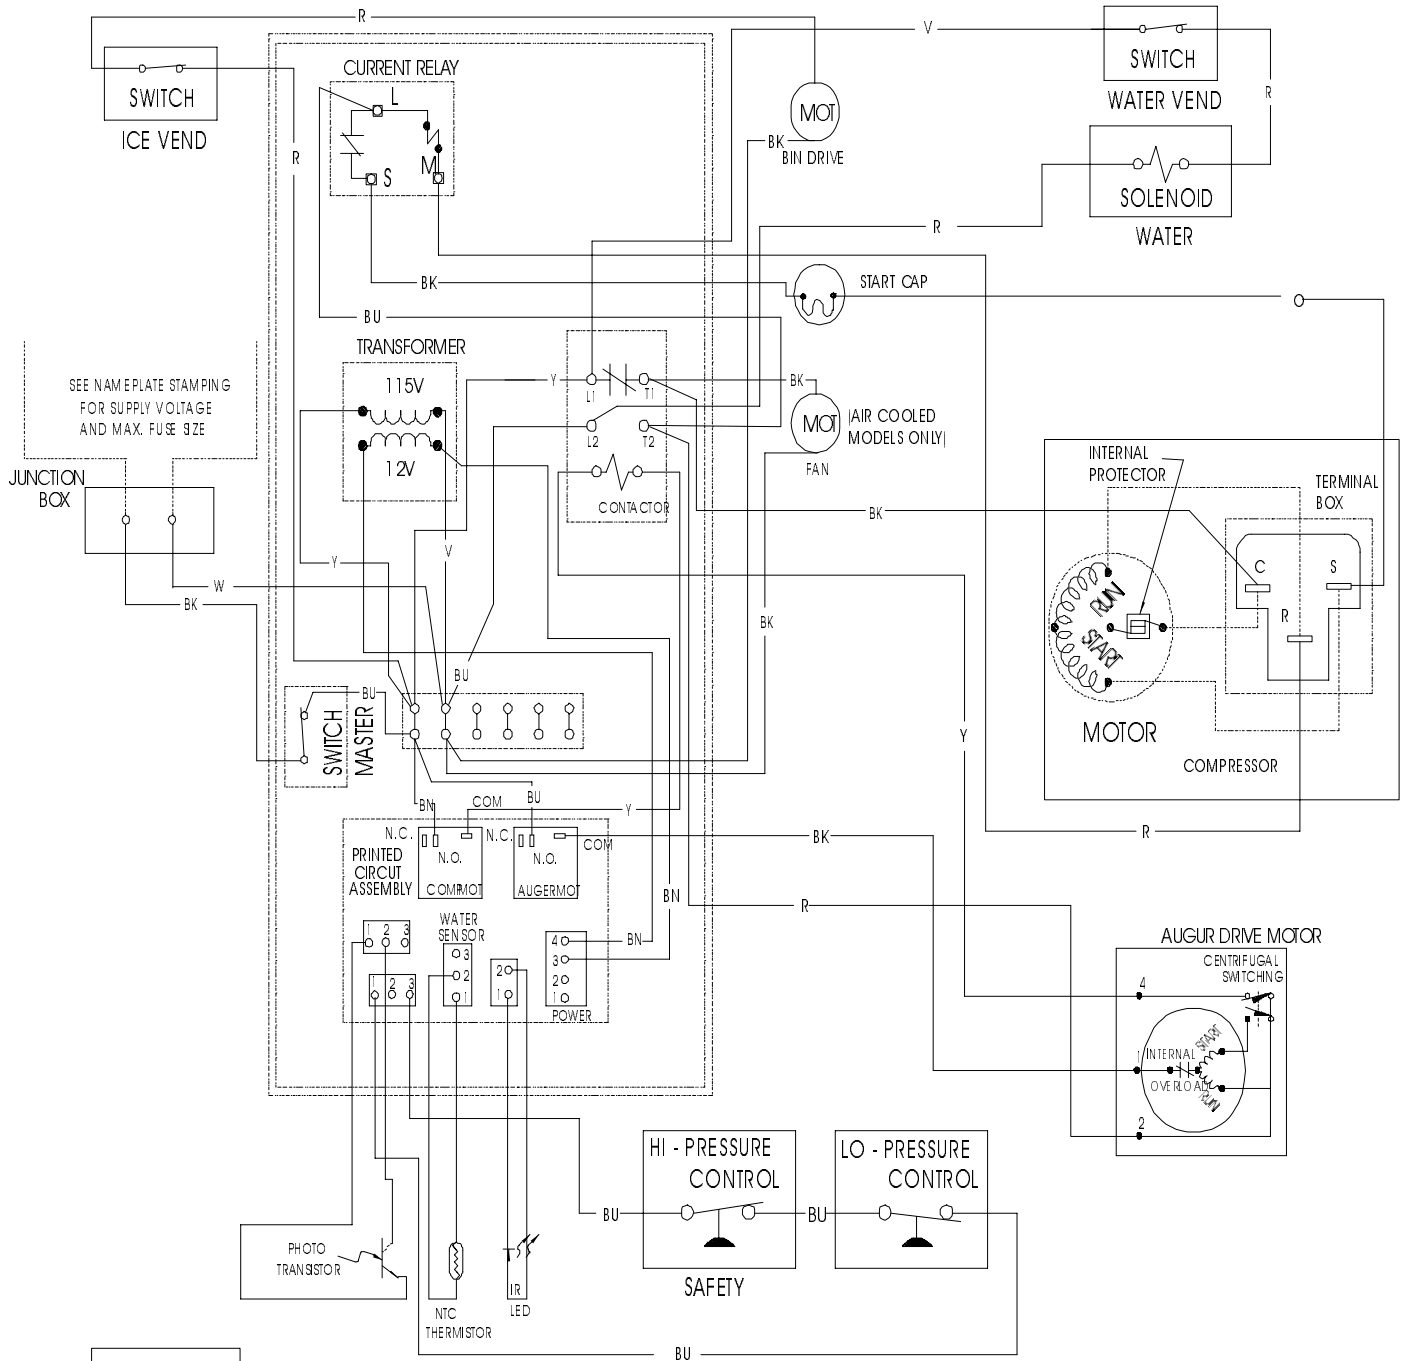 R
V
SWITCH
ICE VEND
CURRENT RELAY
L
S
M
R
MOT
BK
BIN DRIVE
SWITCH
WATER VEND
R
SOLENOID
WATER
R
BK
START CAP
BU
TRANSFORMER
115V
12V
Y
L1
T1
L2
T2
CONTACTOR
BK
MOT
(AIR COOLED
MODELS ONLY)
FAN
SEE NAMEPLATE STAMPING
FOR SUPPLY VOLTAGE
AND MAX. FUSE SIZE
JUNCTION
BOX
INTERNAL
PROTECTOR
TERMINAL
BOX
BK
C
S
R
RUN
START
MOTOR
COMPRESSOR
Y
V
W
BK
BK
BU
BU
SWITCH
MASTER
Y
BN
COM
BU
Y
N.C.
N.O.
N.C.
N.O.
COM
BK
R
PRINTED
CIRCUT
ASSEMBLY
COMPMOT
AUGERMOT
BN
R
WATER
SENSOR
1 2 3
1 2 3
3
2
1
2
1
4
3
2
1
BN
POWER
AUGUR DRIVE MOTOR
CENTRIFUGAL
SWITCHING
4
1
2
INTERNAL
OVERLOAD
START
RUN
HI - PRESSURE
CONTROL
LO - PRESSURE
CONTROL
BU
BU
SAFETY
PHOTO
TRANSISTOR
NTC
THERMISTOR
IR
LED
BU